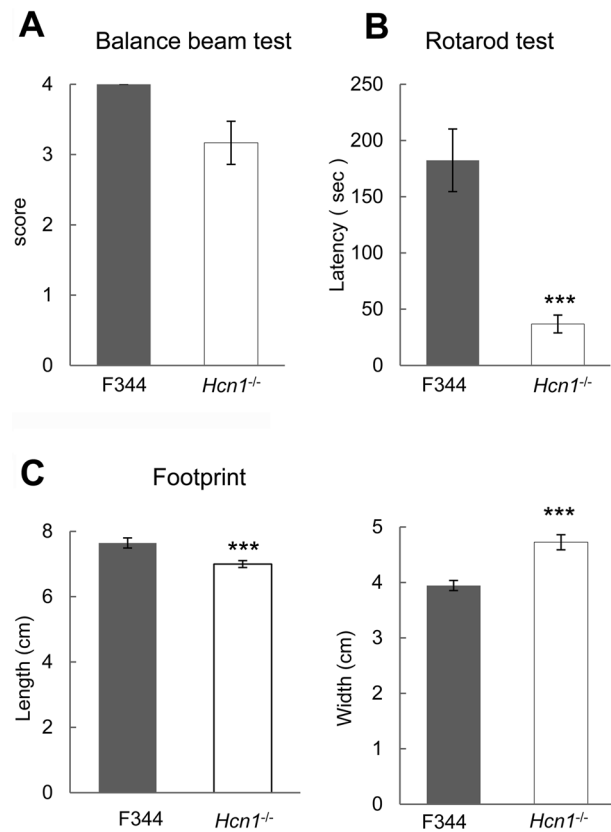 A
Balance beam test
score
4
3
2
1
0
F344
Hcn1-/-
B
Rotarod test
Latency ( sec )
250
200
150
100
50
0
***
F344
Hcn1-/-
C
Footprint
Length (cm)
8
6
4
2
0
***
F344
Hcn1-/-
Width (cm)
5
4
3
2
1
0
***
F344
Hcn1-/-